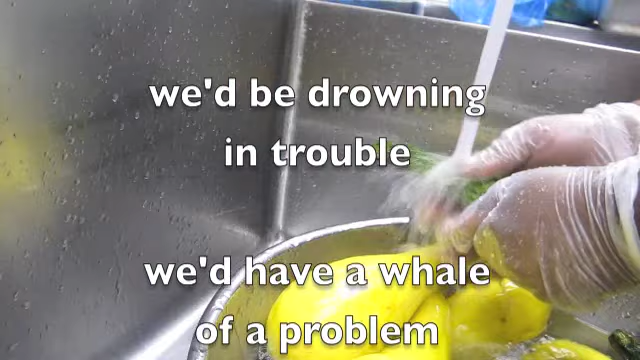 we'd be drowning
in trouble
we'd have a whale
of a problem